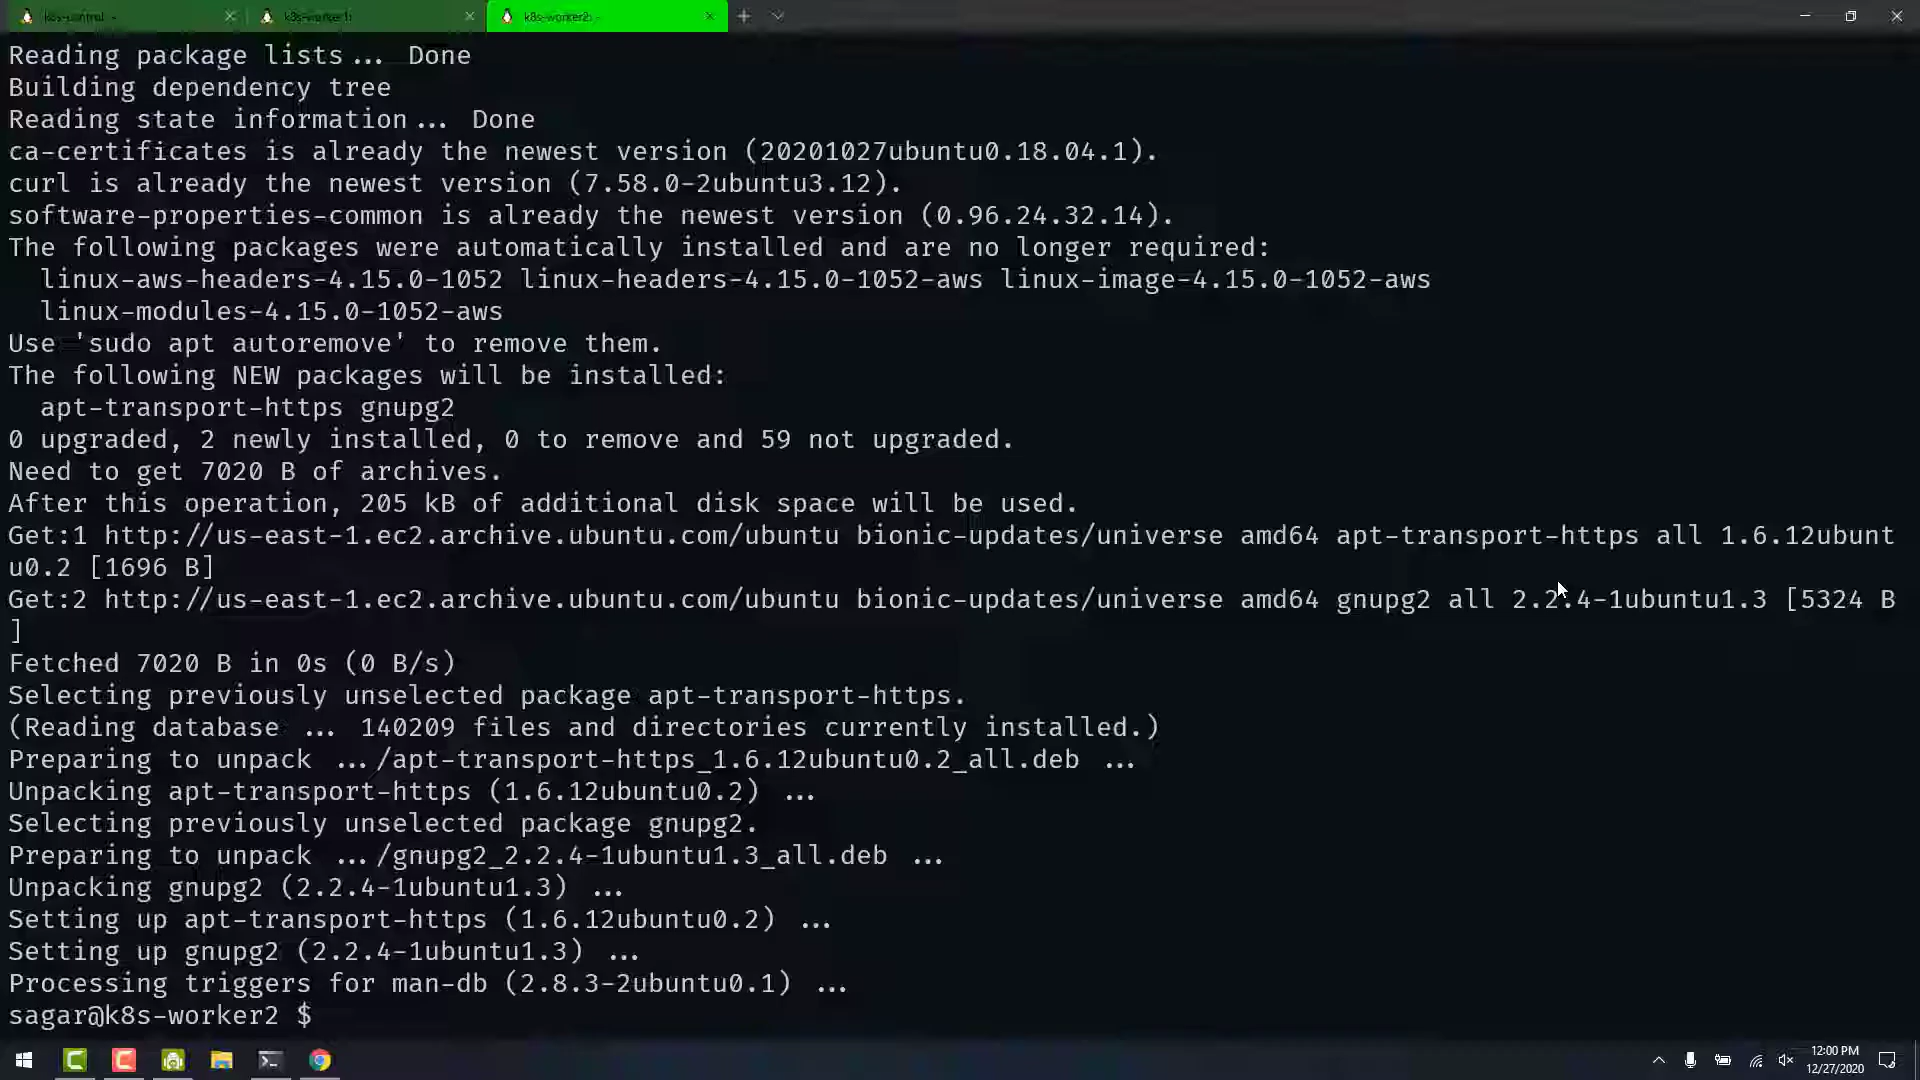 k8s-control: ~
k8s-worker1:
k8s-worker2: ~
Reading package lists... Done
Building dependency tree
Reading state information... Done
ca-certificates is already the newest version (20201027ubuntu0.18.04.1).
curl is already the newest version (7.58.0-2ubuntu3.12).
software-properties-common is already the newest version (0.96.24.32.14).
The following packages were automatically installed and are no longer required:
linux-aws-headers-4.15.0-1052 linux-headers-4.15.0-1052-aws linux-image-4.15.0-1052-aws
linux-modules-4.15.0-1052-aws
Use 'sudo apt autoremove' to remove them.
The following NEW packages will be installed:
apt-transport-https gnupg2
0 upgraded, 2 newly installed, 0 to remove and 59 not upgraded.
Need to get 7020 B of archives.
After this operation, 205 kB of additional disk space will be used.
Get:1 http://us-east-1.ec2.archive.ubuntu.com/ubuntu bionic-updates/universe amd64 apt-transport-https all 1.6.12ubunt
u0.2 [1696 B]
Get:2 http://us-east-1.ec2.archive.ubuntu.com/ubuntu bionic-updates/universe amd64 gnupg2 all 2.2.4-1ubuntu1.3 [5324 B
]
Fetched 7020 B in 0s (0 B/s)
Selecting previously unselected package apt-transport-https.
(Reading database ... 140209 files and directories currently installed.)
Preparing to unpack .../apt-transport-https_1.6.12ubuntu0.2_all.deb ...
Unpacking apt-transport-https (1.6.12ubuntu0.2) ...
Selecting previously unselected package gnupg2.
Preparing to unpack .../gnupg2_2.2.4-1ubuntu1.3_all.deb ...
Unpacking gnupg2 (2.2.4-1ubuntu1.3) ...
Setting up apt-transport-https (1.6.12ubuntu0.2) ...
Setting up gnupg2 (2.2.4-1ubuntu1.3) ...
Processing triggers for man-db (2.8.3-2ubuntu0.1) ...
sagar@k8s-worker2 $
12:00 PM
12/27/2020